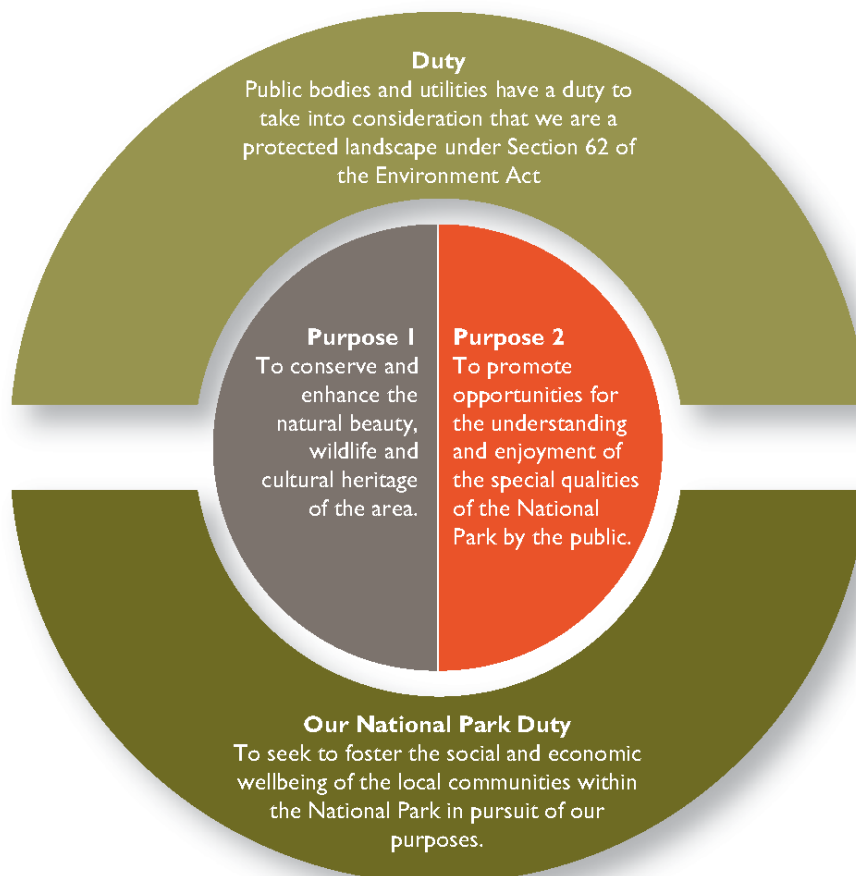 Duty
Public bodies and utilities have a duty to
take into consideration that we are a
protected landscape under Section 62 of
the Environment Act
Purpose 1
To conserve and
enhance the
natural beauty,
wildlife and
cultural heritage
of the area.
Purpose 2
To promote
opportunities for
the understanding
and enjoyment of
the special qualities
of the National
Park by the public.
Our National Park Duty
To seek to foster the social and economic
wellbeing of the local communities within
the National Park in pursuit of our
purposes.